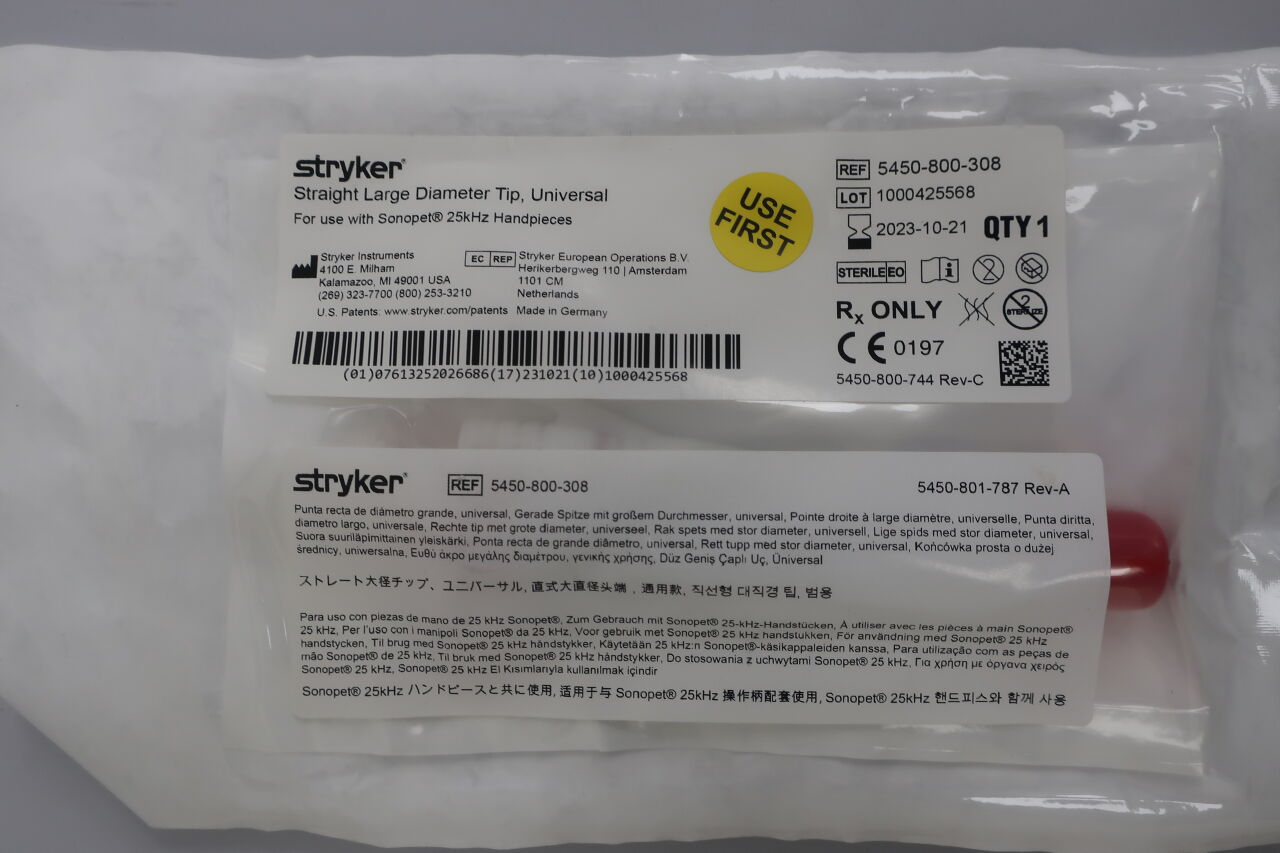 stryker®
Straight Large Diameter Tip, Universal
For use with Sonopet® 25kHz Handpieces
Stryker Instruments
4100 E. Milham
Kalamazoo, MI 49001 USA
(269) 323-7700 (800) 253-3210
EC REP
Stryker European Operations B.V.
Herikerbergweg 110 | Amsterdam
1101 CM
Netherlands
U.S. Patents: www.stryker.com/patents Made in Germany
(01)07613252026686(17)231021(10)1000425568
USE
FIRST
REF 5450-800-308
LOT 1000425568
2023-10-21 QTY 1
STERILE EO i 2
Rx ONLY 2 STERILIZE
CE 0197
5450-800-744 Rev-C
stryker® REF 5450-800-308 5450-801-787 Rev-A
Punta recta de diámetro grande, universal, Gerade Spitze mit großem Durchmesser, universal, Pointe droite à large diamètre, universelle, Punta diritta,
diametro largo, universale, Rechte tip met grote diameter, universeel, Rak spets med stor diameter, universell, Lige spids med stor diameter, universal,
Suora suuriläpimittainen yleiskärki, Ponta recta de grande diâmetro, universal, Rett tupp med stor diameter, universal, Końcówka prosta o dużej
średnicy, uniwersalna, Ευθύ άκρο μεγάλης διαμέτρου, γενικής χρήσης, Düz Geniş Çaplı Uç, Üniversal
ストレート大径チップ、ユニバーサル, 直式大直径头端，通用款, 직선형 대직경 팁, 범용
Para uso con piezas de mano de 25 kHz Sonopet®, Zum Gebrauch mit Sonopet® 25-kHz-Handstücken, À utiliser avec les pièces à main Sonopet®
25 kHz, Per l'uso con i manipoli Sonopet® da 25 kHz, Voor gebruik met Sonopet® 25 kHz handstukken, För användning med Sonopet® 25 kHz
handstycken, Til brug med Sonopet® 25 kHz håndstykker, Käytetään 25 kHz:n Sonopet®-käsikappaleiden kanssa, Para utilização com as peças de
mão Sonopet® de 25 kHz, Til bruk med Sonopet® 25 kHz håndstykker, Do stosowania z uchwytami Sonopet® 25 kHz, Για χρήση με όργανα χειρός
Sonopet® 25 kHz, Sonopet® 25 kHz El Kısımlarıyla kullanılmak içindir
Sonopet® 25kHz ハンドピースと共に使用, 适用于与 Sonopet® 25kHz 操作柄配套使用, Sonopet® 25kHz 핸드피스와 함께 사용